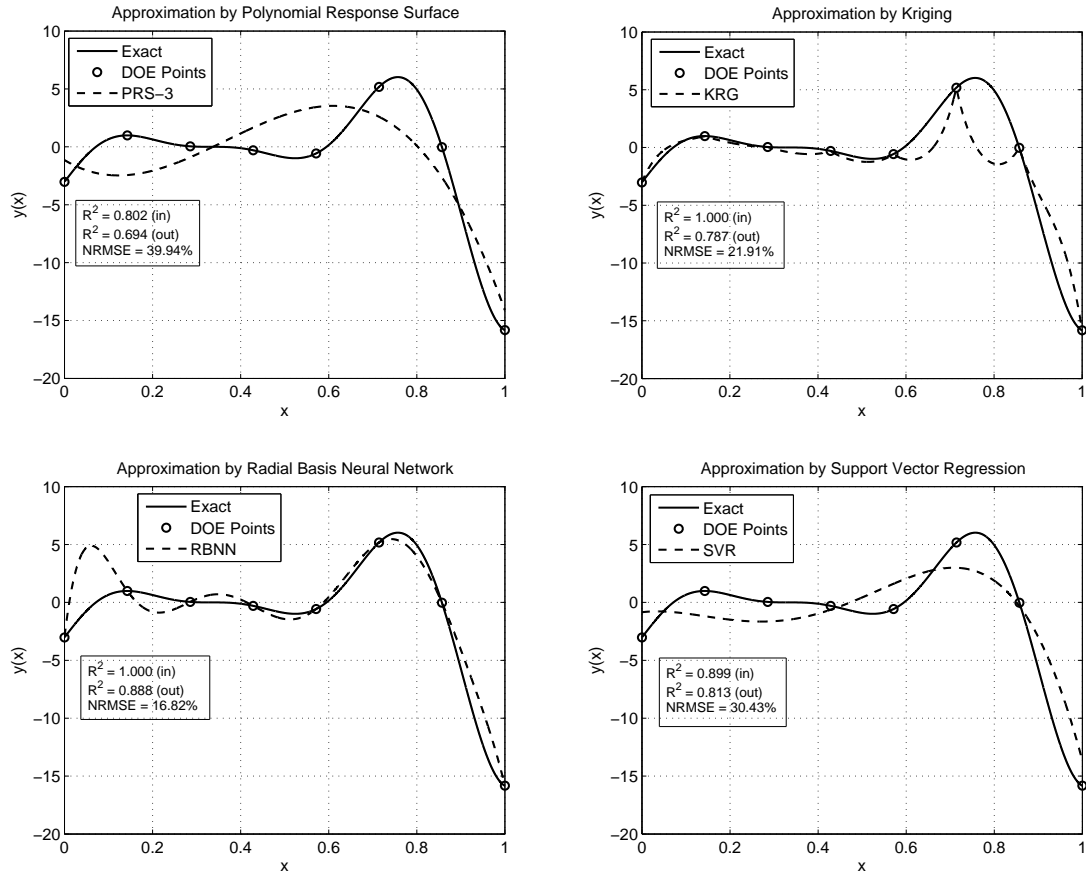 Approximation by Polynomial Response Surface
10
5
0
−5
−10
−15
−20
y(x)
Exact
DOE Points
PRS−3
R² = 0.802 (in)
R² = 0.694 (out)
NRMSE = 39.94%
0 0.2 0.4 0.6 0.8 1
x
Approximation by Kriging
10
5
0
−5
−10
−15
−20
y(x)
Exact
DOE Points
KRG
R² = 1.000 (in)
R² = 0.787 (out)
NRMSE = 21.91%
0 0.2 0.4 0.6 0.8 1
x
Approximation by Radial Basis Neural Network
10
5
0
−5
−10
−15
−20
y(x)
Exact
DOE Points
RBNN
R² = 1.000 (in)
R² = 0.888 (out)
NRMSE = 16.82%
0 0.2 0.4 0.6 0.8 1
x
Approximation by Support Vector Regression
10
5
0
−5
−10
−15
−20
y(x)
Exact
DOE Points
SVR
R² = 0.899 (in)
R² = 0.813 (out)
NRMSE = 30.43%
0 0.2 0.4 0.6 0.8 1
x